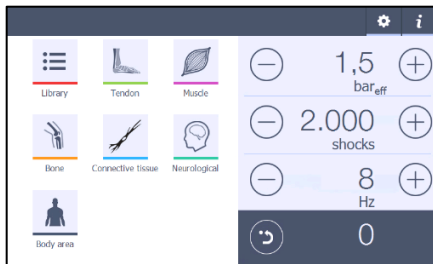 i
Library
Tendon
Muscle
Bone
Connective tissue
Neurological
Body area
1,5
bar eff
2.000
shocks
8
Hz
0